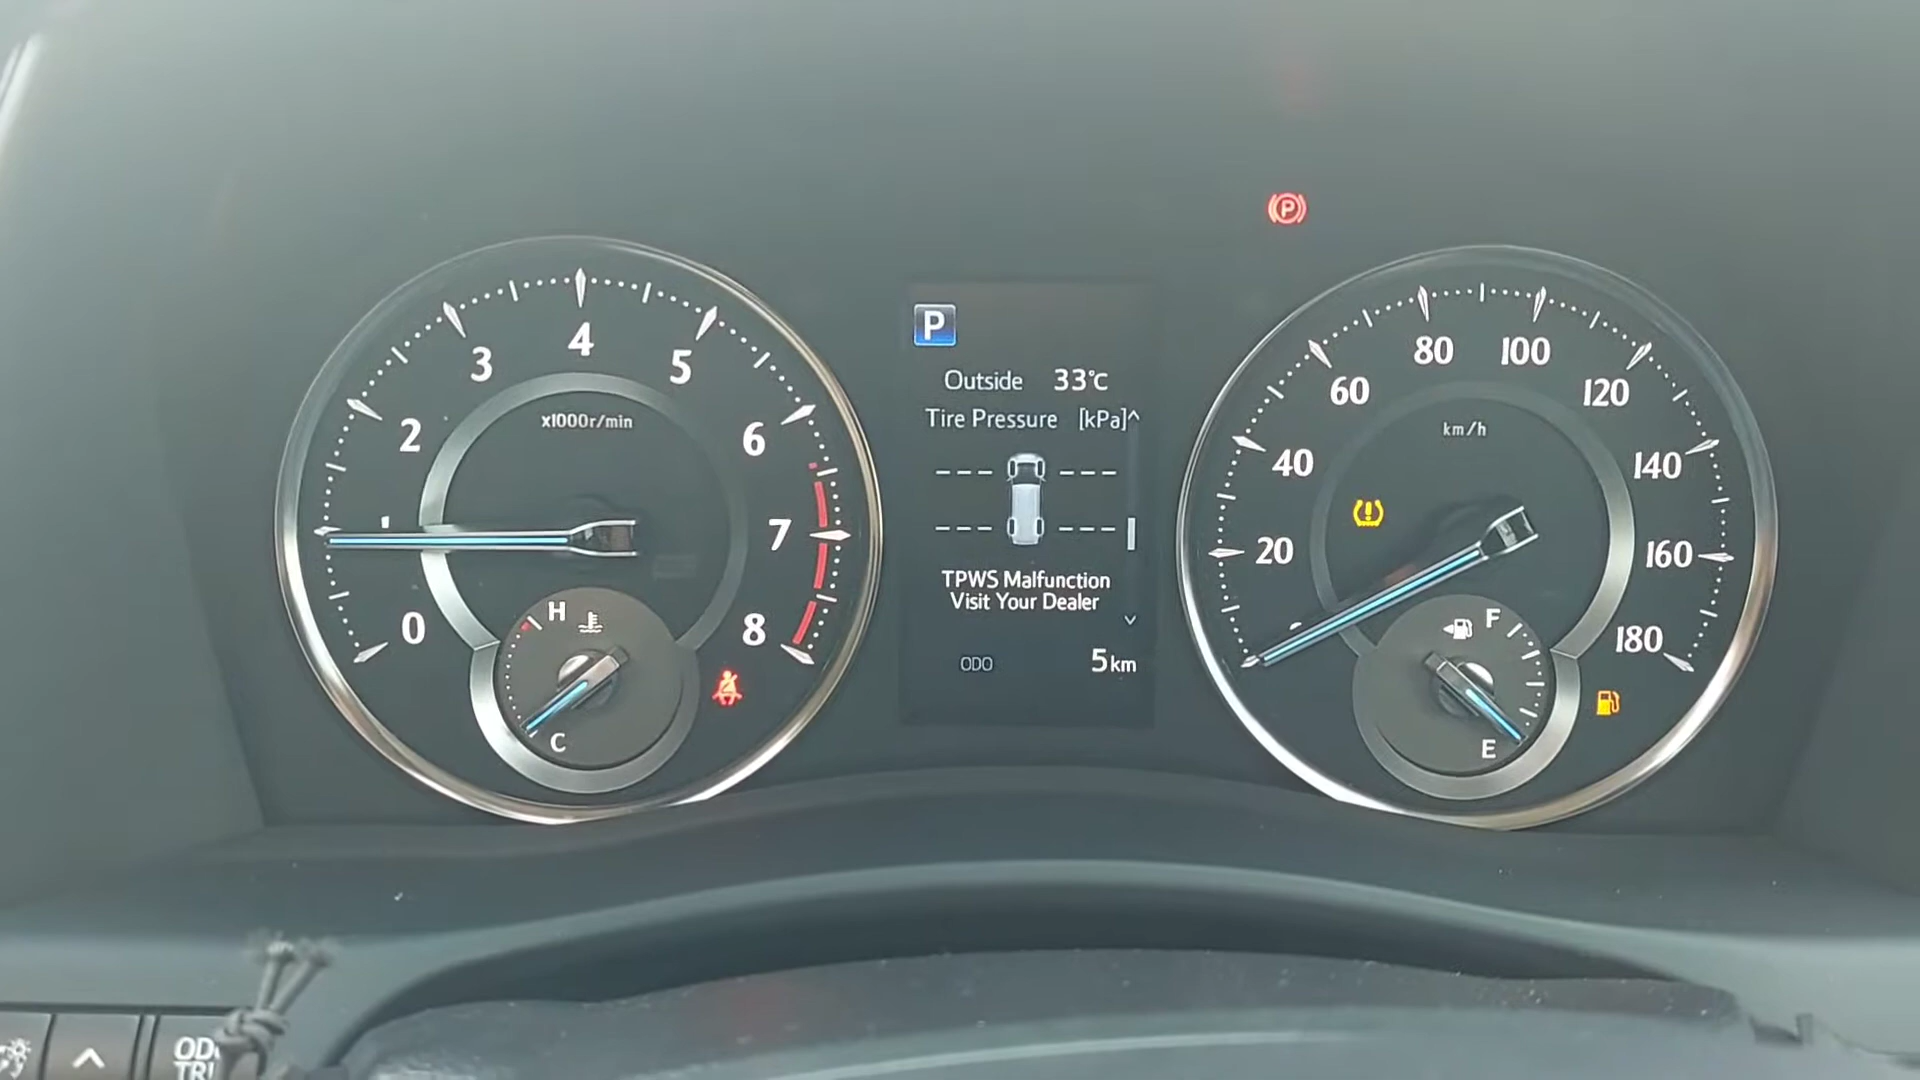 P
P
Outside 33°C
Tire Pressure [kPa]
--- ---
--- ---
TPWS Malfunction
Visit Your Dealer
ODO 5km
0
2
3
4
5
6
7
8
x1000r/min
H
C
20
40
60
80
100
120
140
160
180
km/h
F
E